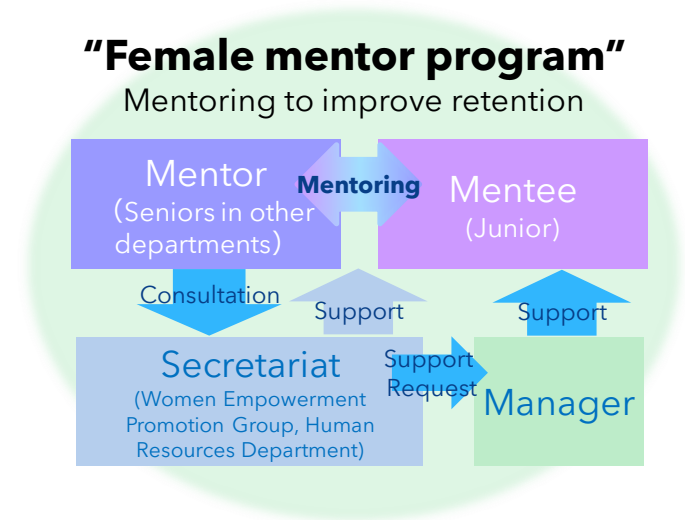 “Female mentor program”
Mentoring to improve retention
Mentor
(Seniors in other
departments)
Mentoring
Mentee
(Junior)
Consultation
Support
Support
Secretariat
(Women Empowerment
Promotion Group, Human
Resources Department)
Support
Request
Manager